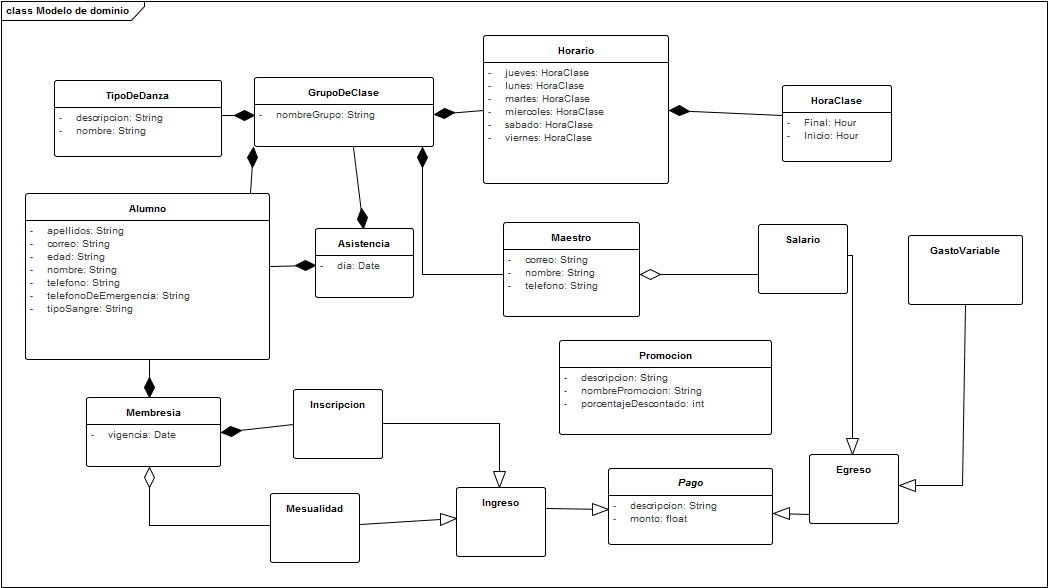 class Modelo de dominio
TipoDeDanza
- descripcion: String
- nombre: String
GrupoDeClase
- nombreGrupo: String
Horario
- jueves: HoraClase
- lunes: HoraClase
- martes: HoraClase
- miercoles: HoraClase
- sabado: HoraClase
- viernes: HoraClase
HoraClase
- Final: Hour
- Inicio: Hour
Alumno
- apellidos: String
- correo: String
- edad: String
- nombre: String
- telefono: String
- telefonoDeEmergencia: String
- tipoSangre: String
Asistencia
- dia: Date
Maestro
- correo: String
- nombre: String
- telefono: String
Salario
GastoVariable
Promocion
- descripcion: String
- nombrePromocion: String
- porcentajeDescontado: int
Membresia
- vigencia: Date
Inscripcion
Mesualidad
Ingreso
Pago
- descripcion: String
- monto: float
Egreso